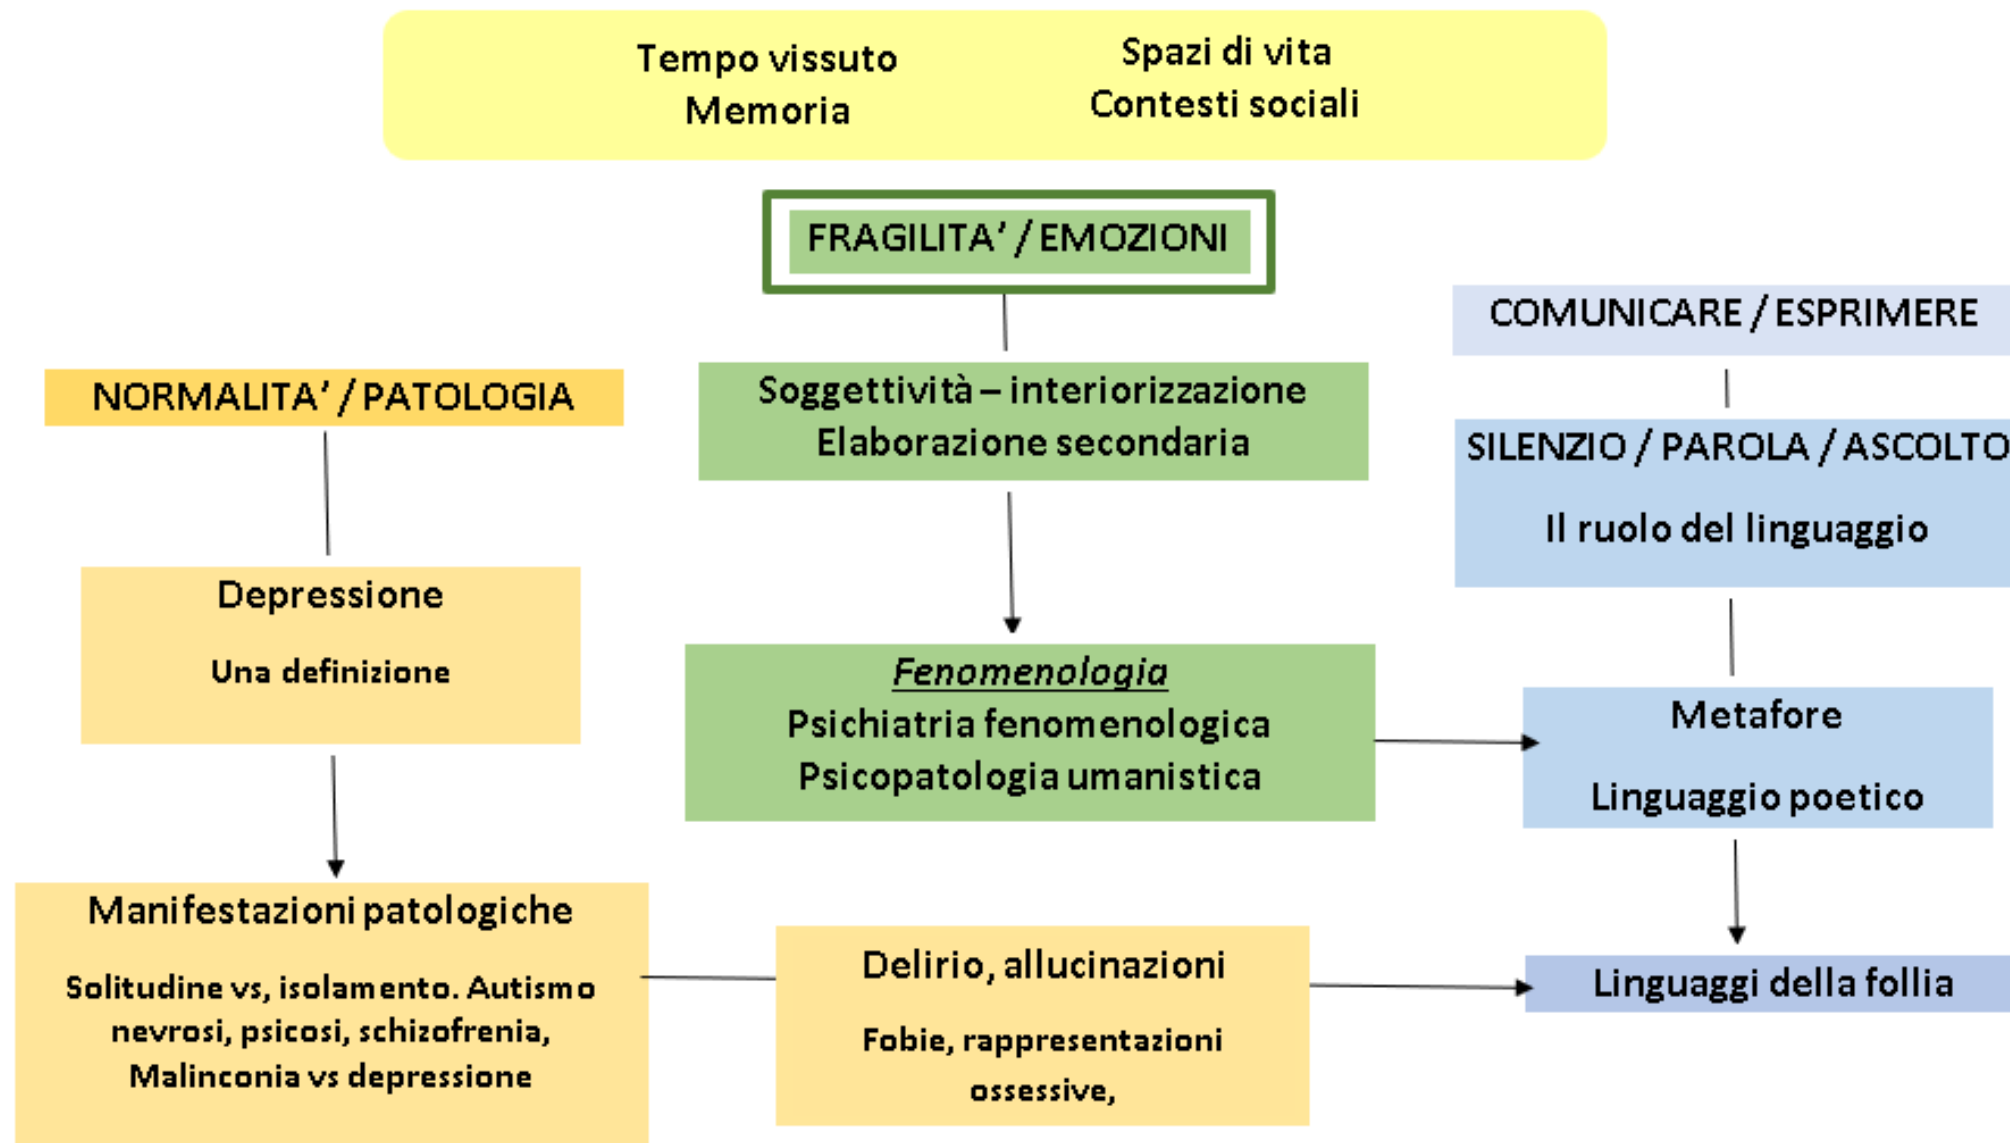 Tempo vissuto
Memoria
Spazi di vita
Contesti sociali
FRAGILITA’ / EMOZIONI
Soggettività – interiorizzazione
Elaborazione secondaria
Fenomenologia
Psichiatria fenomenologica
Psicopatologia umanistica
NORMALITA’ / PATOLOGIA
Depressione
Una definizione
Manifestazioni patologiche
Solitudine vs, isolamento. Autismo
nevrosi, psicosi, schizofrenia,
Malinconia vs depressione
Delirio, allucinazioni
Fobie, rappresentazioni
ossessive,
COMUNICARE / ESPRIMERE
SILENZIO / PAROLA / ASCOLTO
Il ruolo del linguaggio
Metafore
Linguaggio poetico
Linguaggi della follia